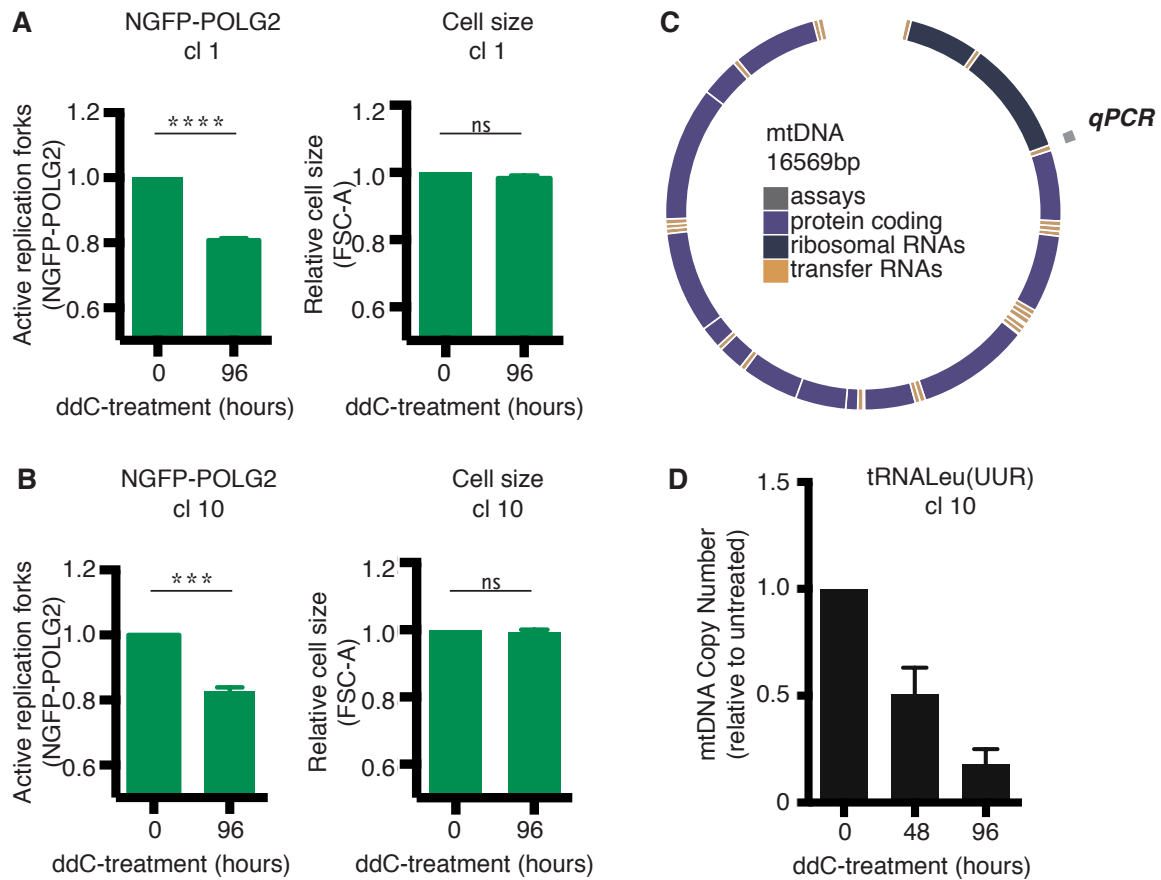 A
NGFP-POLG2
cl 1
Active replication forks
(NGFP-POLG2)
1.2
1.0
0.8
0.6
****
0
96
ddC-treatment (hours)
Cell size
cl 1
Relative cell size
(FSC-A)
1.2
1.0
0.8
0.6
ns
0
96
ddC-treatment (hours)
B
NGFP-POLG2
cl 10
Active replication forks
(NGFP-POLG2)
1.2
1.0
0.8
0.6
***
0
96
ddC-treatment (hours)
Cell size
cl 10
Relative cell size
(FSC-A)
1.2
1.0
0.8
0.6
ns
0
96
ddC-treatment (hours)
C
qPCR
mtDNA
16569bp
assays
protein coding
ribosomal RNAs
transfer RNAs
D
tRNALeu(UUR)
cl 10
mtDNA Copy Number
(relative to untreated)
1.5
1.0
0.5
0
0
48
96
ddC-treatment (hours)